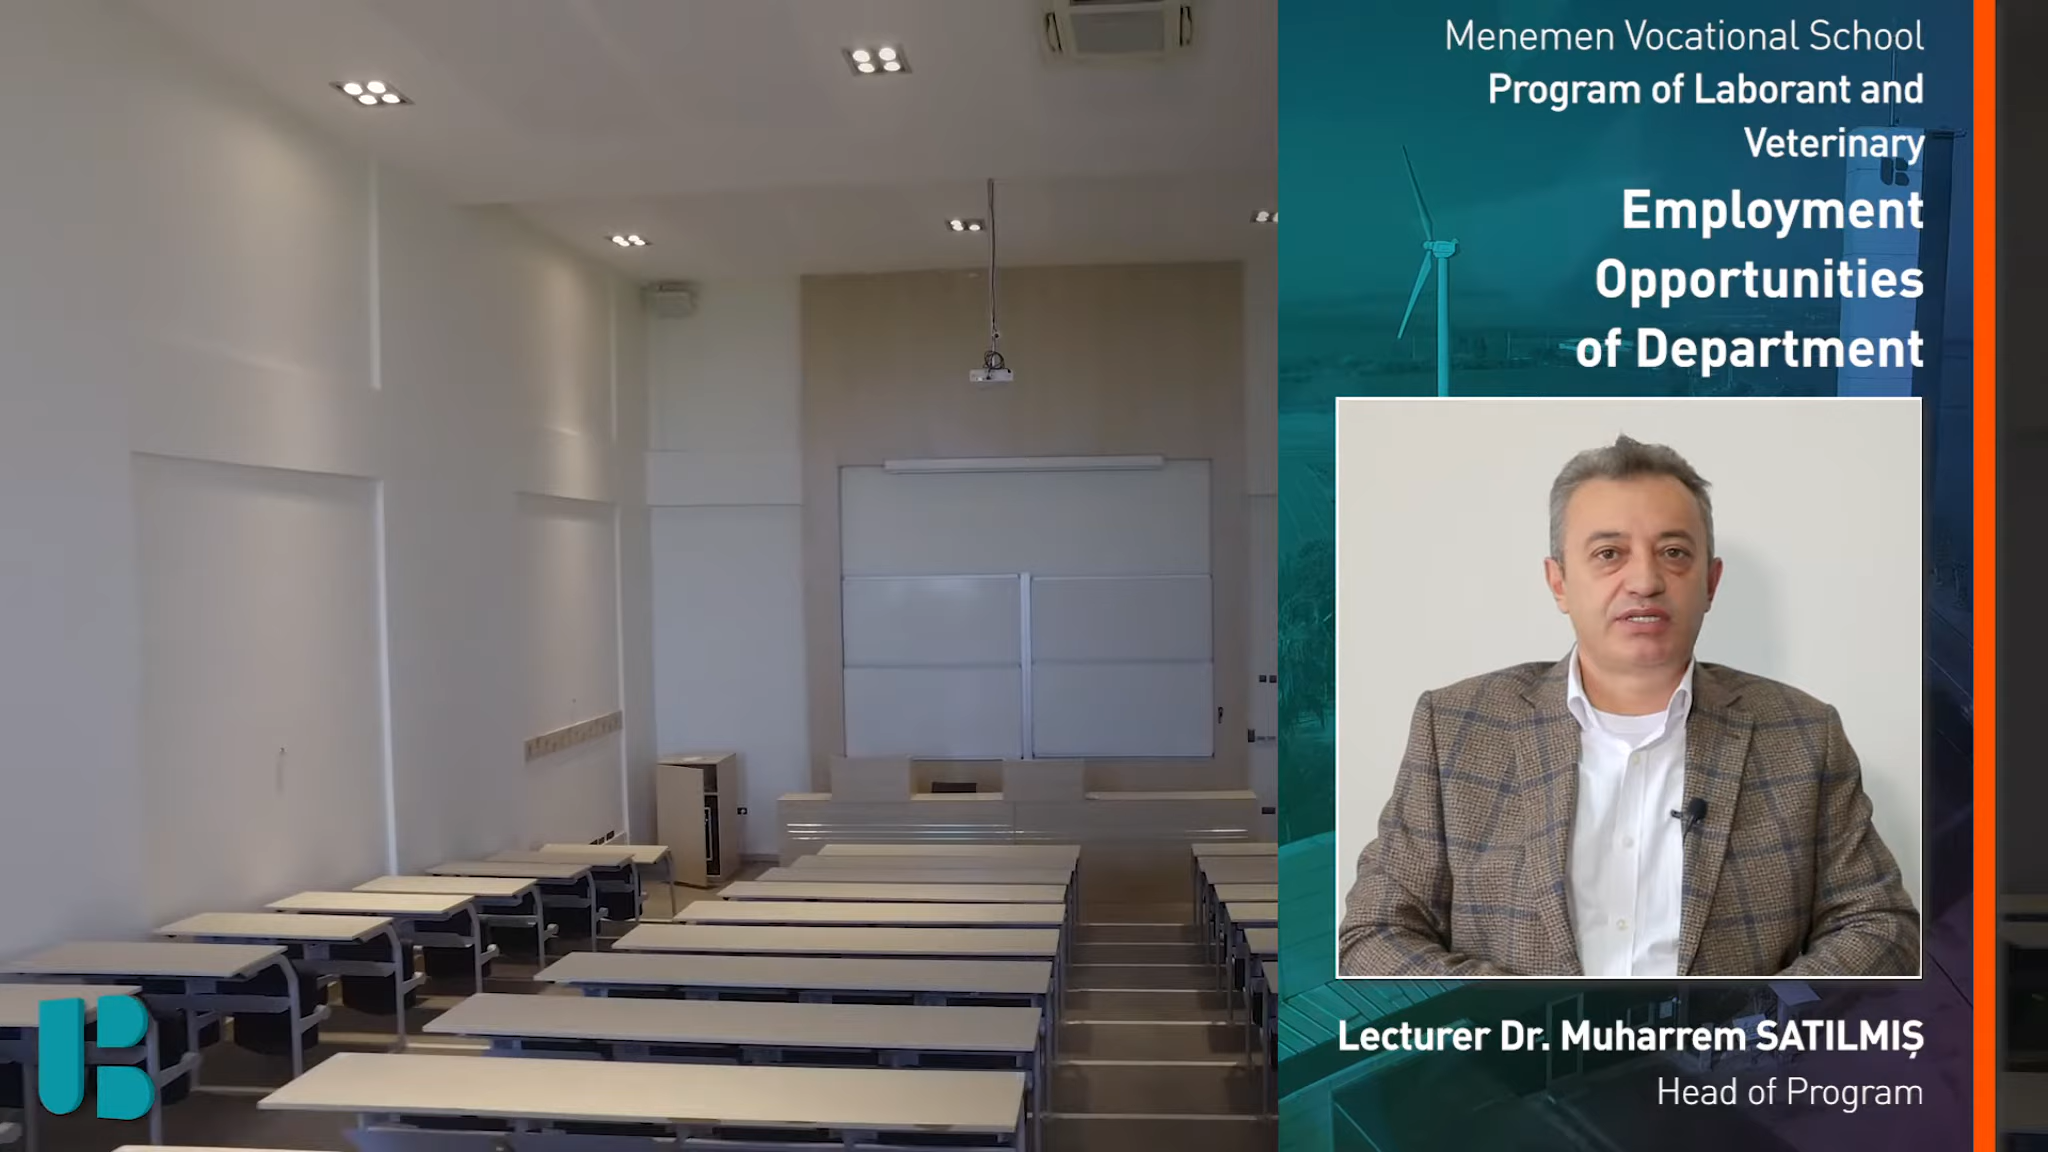 Menemen Vocational School
Program of Laborant and
Veterinary
Employment
Opportunities
of Department
Lecturer Dr. Muharrem SATILMIŞ
Head of Program